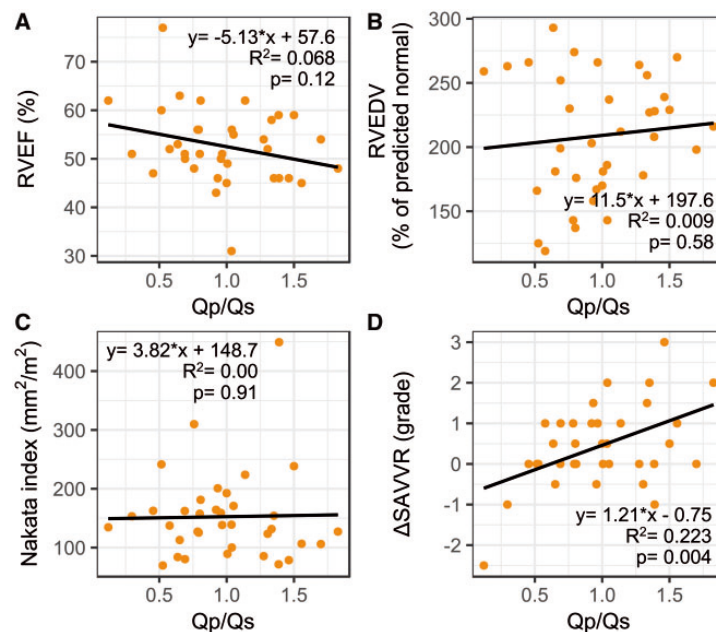 A
y= -5.13*x + 57.6
R²= 0.068
p= 0.12
70
60
50
40
30
RVEF (%)
0.5 1.0 1.5
Qp/Qs
B
300
250
200
150
RVEDV
(% of predicted normal)
y= 11.5*x + 197.6
R²= 0.009
p= 0.58
0.5 1.0 1.5
Qp/Qs
C
y= 3.82*x + 148.7
R²= 0.00
p= 0.91
400
300
200
100
Nakata index (mm²/m²)
0.5 1.0 1.5
Qp/Qs
D
3
2
1
0
-1
-2
ΔSAVVR (grade)
y= 1.21*x - 0.75
R²= 0.223
p= 0.004
0.5 1.0 1.5
Qp/Qs